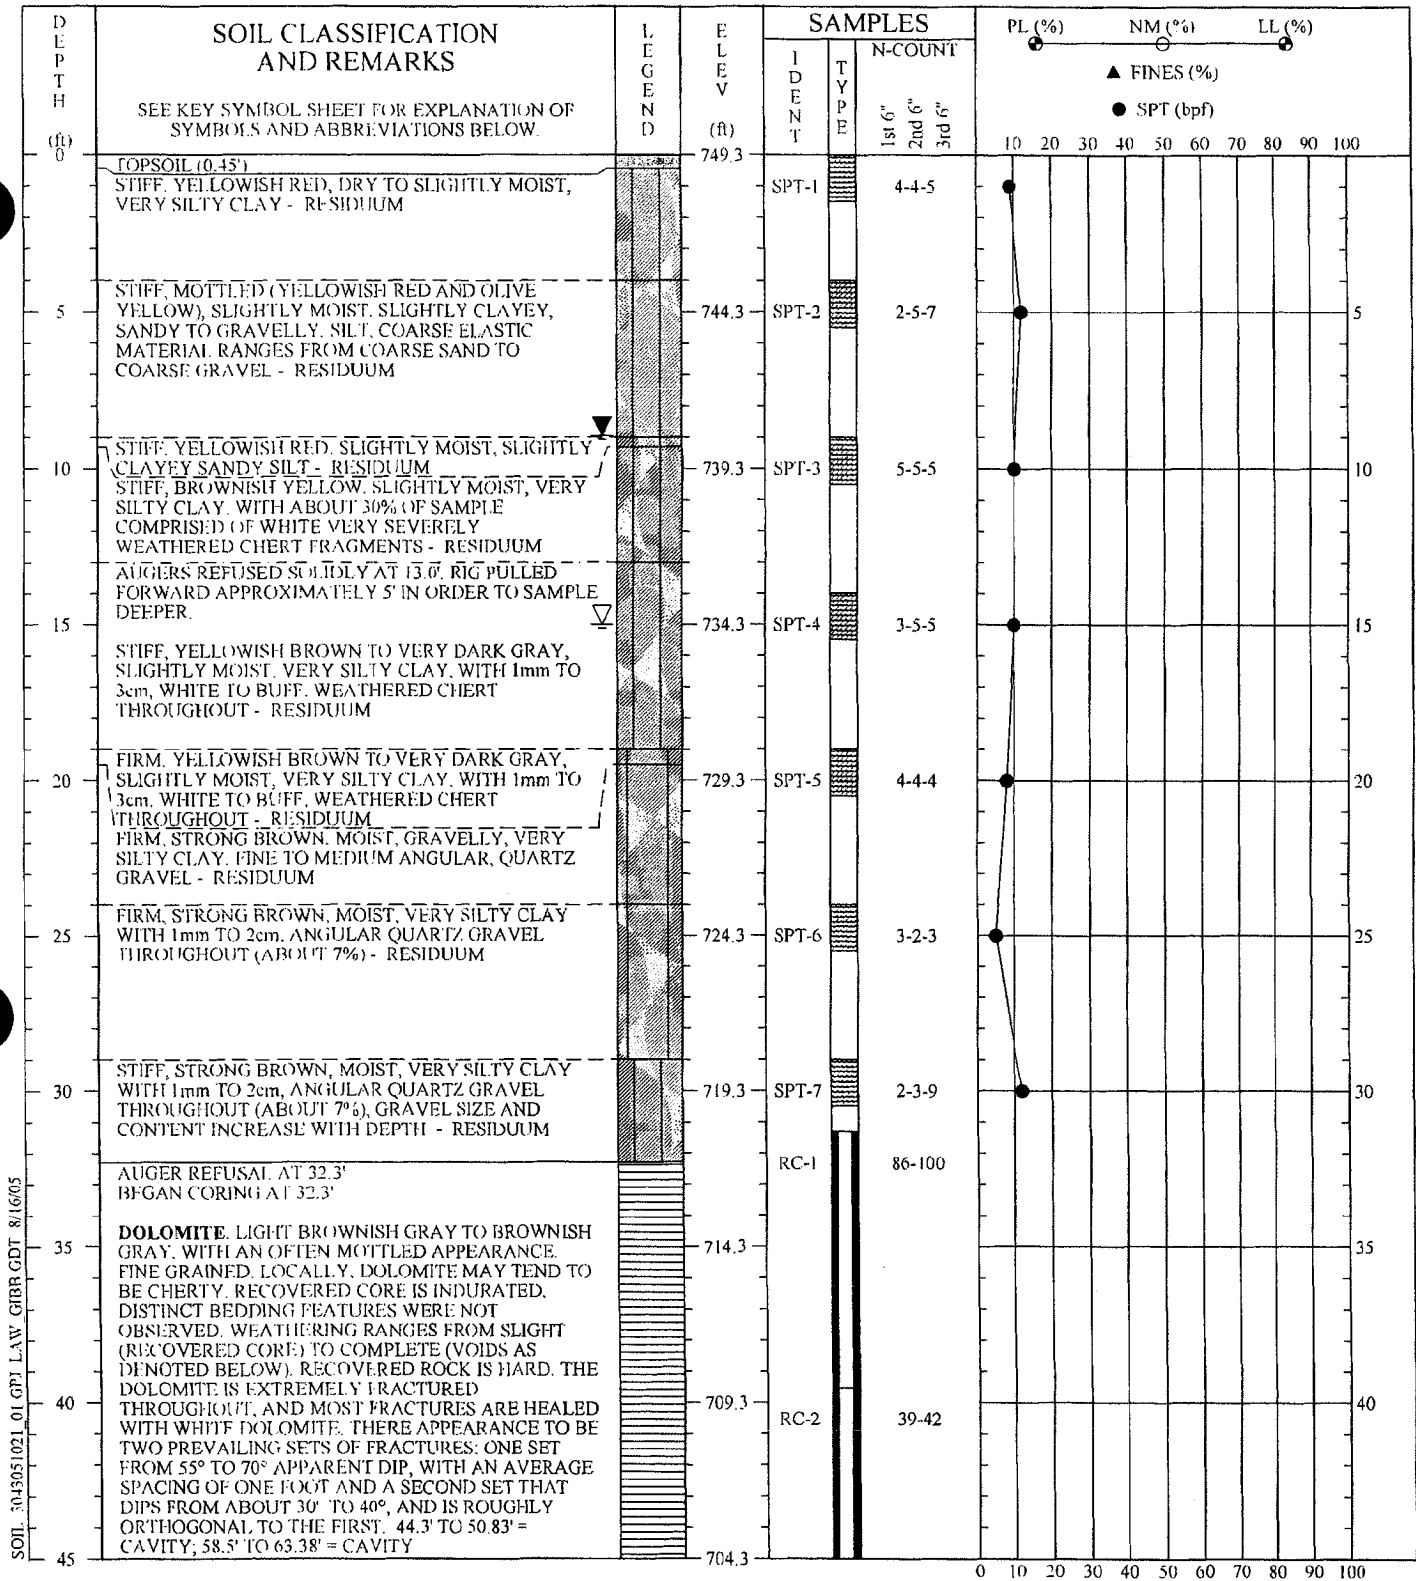 DEPTH (ft)
SOIL CLASSIFICATION
AND REMARKS
SEE KEY SYMBOL SHEET FOR EXPLANATION OF
SYMBOLS AND ABBREVIATIONS BELOW.
LEGEND
ELEV (ft)
SAMPLES
IDENT
TYPE
N-COUNT
1st 6"
2nd 6"
3rd 6"
PL (%) NM (%) LL (%)
▲ FINES (%)
● SPT (bpf)
10 20 30 40 50 60 70 80 90 100
0
TOPSOIL (0.45')
749.3
STIFF, YELLOWISH RED, DRY TO SLIGHTLY MOIST,
VERY SILTY CLAY - RESIDUUM
SPT-1 4-4-5
STIFF, MOTTLED (YELLOWISH RED AND OLIVE
YELLOW), SLIGHTLY MOIST, SLIGHTLY CLAYEY,
SANDY TO GRAVELLY, SILT, COARSE ELASTIC
MATERIAL RANGES FROM COARSE SAND TO
COARSE GRAVEL - RESIDUUM
5 744.3 SPT-2 2-5-7 5
STIFF, YELLOWISH RED, SLIGHTLY MOIST, SLIGHTLY
CLAYEY SANDY SILT - RESIDUUM
10 739.3 SPT-3 5-5-5 10
STIFF, BROWNISH YELLOW, SLIGHTLY MOIST, VERY
SILTY CLAY, WITH ABOUT 30% OF SAMPLE
COMPRISED OF WHITE VERY SEVERELY
WEATHERED CHERT FRAGMENTS - RESIDUUM
AUGERS REFUSED SOLIDLY AT 13.0'. RIG PULLED
FORWARD APPROXIMATELY 5' IN ORDER TO SAMPLE
DEEPER.
15 734.3 SPT-4 3-5-5 15
STIFF, YELLOWISH BROWN TO VERY DARK GRAY,
SLIGHTLY MOIST, VERY SILTY CLAY, WITH 1mm TO
3cm, WHITE TO BUFF, WEATHERED CHERT
THROUGHOUT - RESIDUUM
FIRM, YELLOWISH BROWN TO VERY DARK GRAY,
SLIGHTLY MOIST, VERY SILTY CLAY, WITH 1mm TO
3cm, WHITE TO BUFF, WEATHERED CHERT
THROUGHOUT - RESIDUUM
20 729.3 SPT-5 4-4-4 20
FIRM, STRONG BROWN, MOIST, GRAVELLY, VERY
SILTY CLAY, FINE TO MEDIUM ANGULAR, QUARTZ
GRAVEL - RESIDUUM
FIRM, STRONG BROWN, MOIST, VERY SILTY CLAY
WITH 1mm TO 2cm, ANGULAR QUARTZ GRAVEL
THROUGHOUT (ABOUT 7%) - RESIDUUM
25 724.3 SPT-6 3-2-3 25
STIFF, STRONG BROWN, MOIST, VERY SILTY CLAY
WITH 1mm TO 2cm, ANGULAR QUARTZ GRAVEL
THROUGHOUT (ABOUT 7%), GRAVEL SIZE AND
CONTENT INCREASE WITH DEPTH - RESIDUUM
30 719.3 SPT-7 2-3-9 30
AUGER REFUSAL AT 32.3'
BEGAN CORING AT 32.3'
RC-1 86-100
DOLOMITE, LIGHT BROWNISH GRAY TO BROWNISH
GRAY, WITH AN OFTEN MOTTLED APPEARANCE.
FINE GRAINED. LOCALLY, DOLOMITE MAY TEND TO
BE CHERTY. RECOVERED CORE IS INDURATED.
DISTINCT BEDDING FEATURES WERE NOT
OBSERVED. WEATHERING RANGES FROM SLIGHT
(RECOVERED CORE) TO COMPLETE (VOIDS AS
DENOTED BELOW). RECOVERED ROCK IS HARD. THE
DOLOMITE IS EXTREMELY FRACTURED
THROUGHOUT, AND MOST FRACTURES ARE HEALED
WITH WHITE DOLOMITE. THERE APPEARANCE TO BE
TWO PREVAILING SETS OF FRACTURES: ONE SET
FROM 55° TO 70° APPARENT DIP, WITH AN AVERAGE
SPACING OF ONE FOOT AND A SECOND SET THAT
DIPS FROM ABOUT 30° TO 40°, AND IS ROUGHLY
ORTHOGONAL TO THE FIRST. 44.3' TO 50.83' =
CAVITY; 58.5' TO 63.38' = CAVITY
35 714.3 35
40 709.3 40
RC-2 39-42
45 704.3
0 10 20 30 40 50 60 70 80 90 100
SOIL 3043051021_01.GPJ LAW_GIBB.GDT 8/16/05